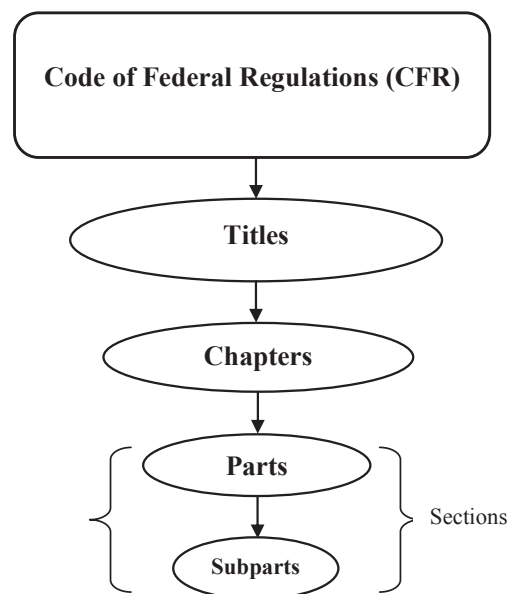 Code of Federal Regulations (CFR)
Titles
Chapters
Parts
Sections
Subparts